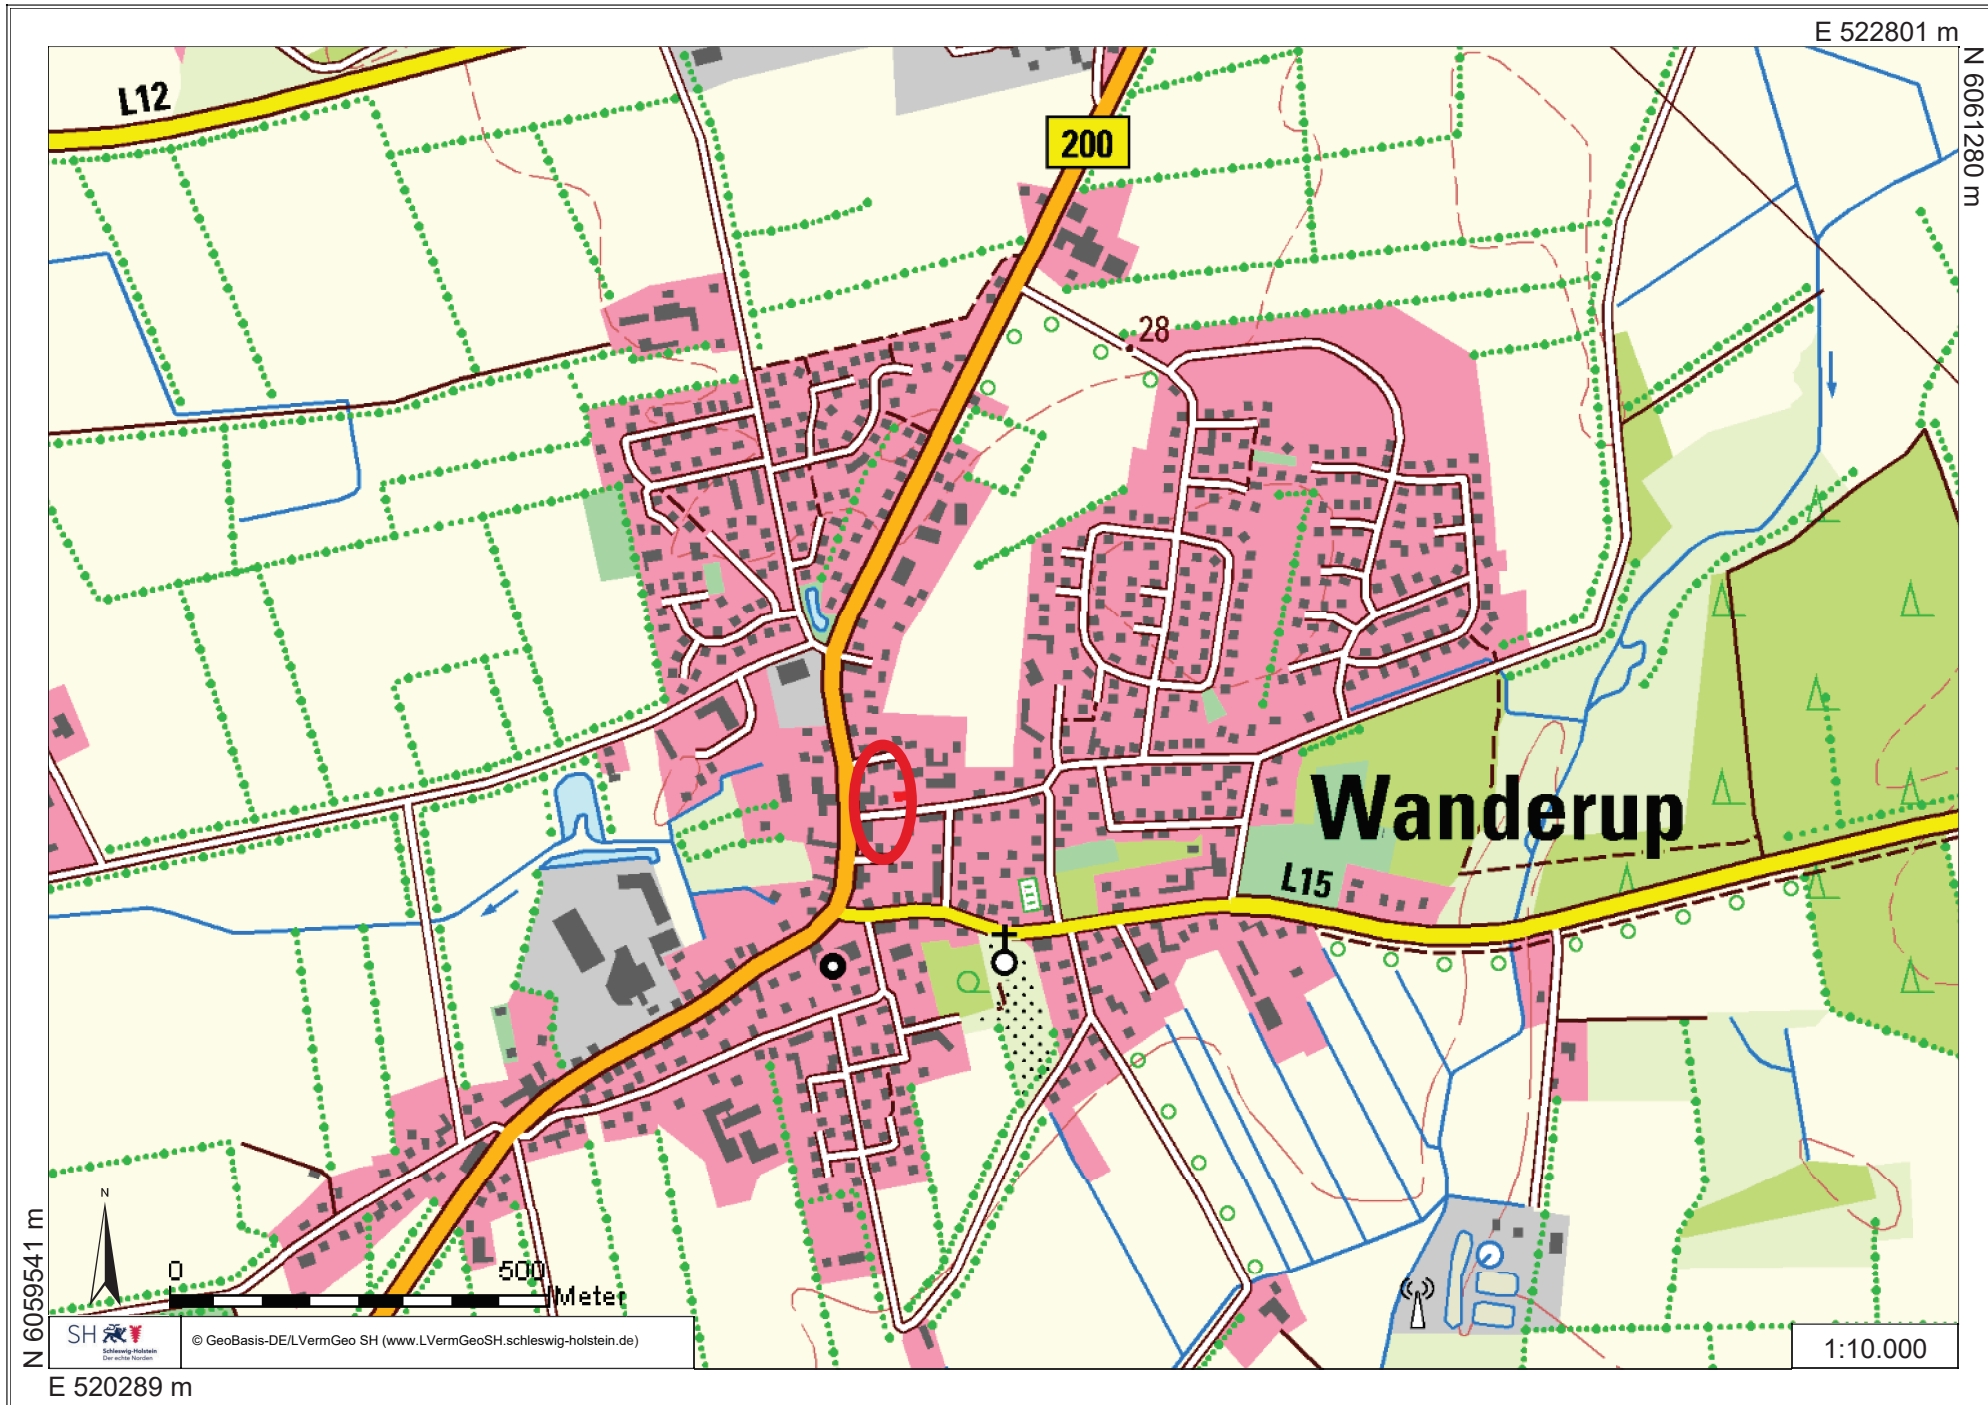 E 522801 m
N 6061280 m
L12
200
28
Wanderup
L15
N
0 500
Meter
N 6059541 m
SH
Schleswig-Holstein
Der echte Norden
© GeoBasis-DE/LVermGeo SH (www.LVermGeoSH.schleswig-holstein.de)
1:10.000
E 520289 m